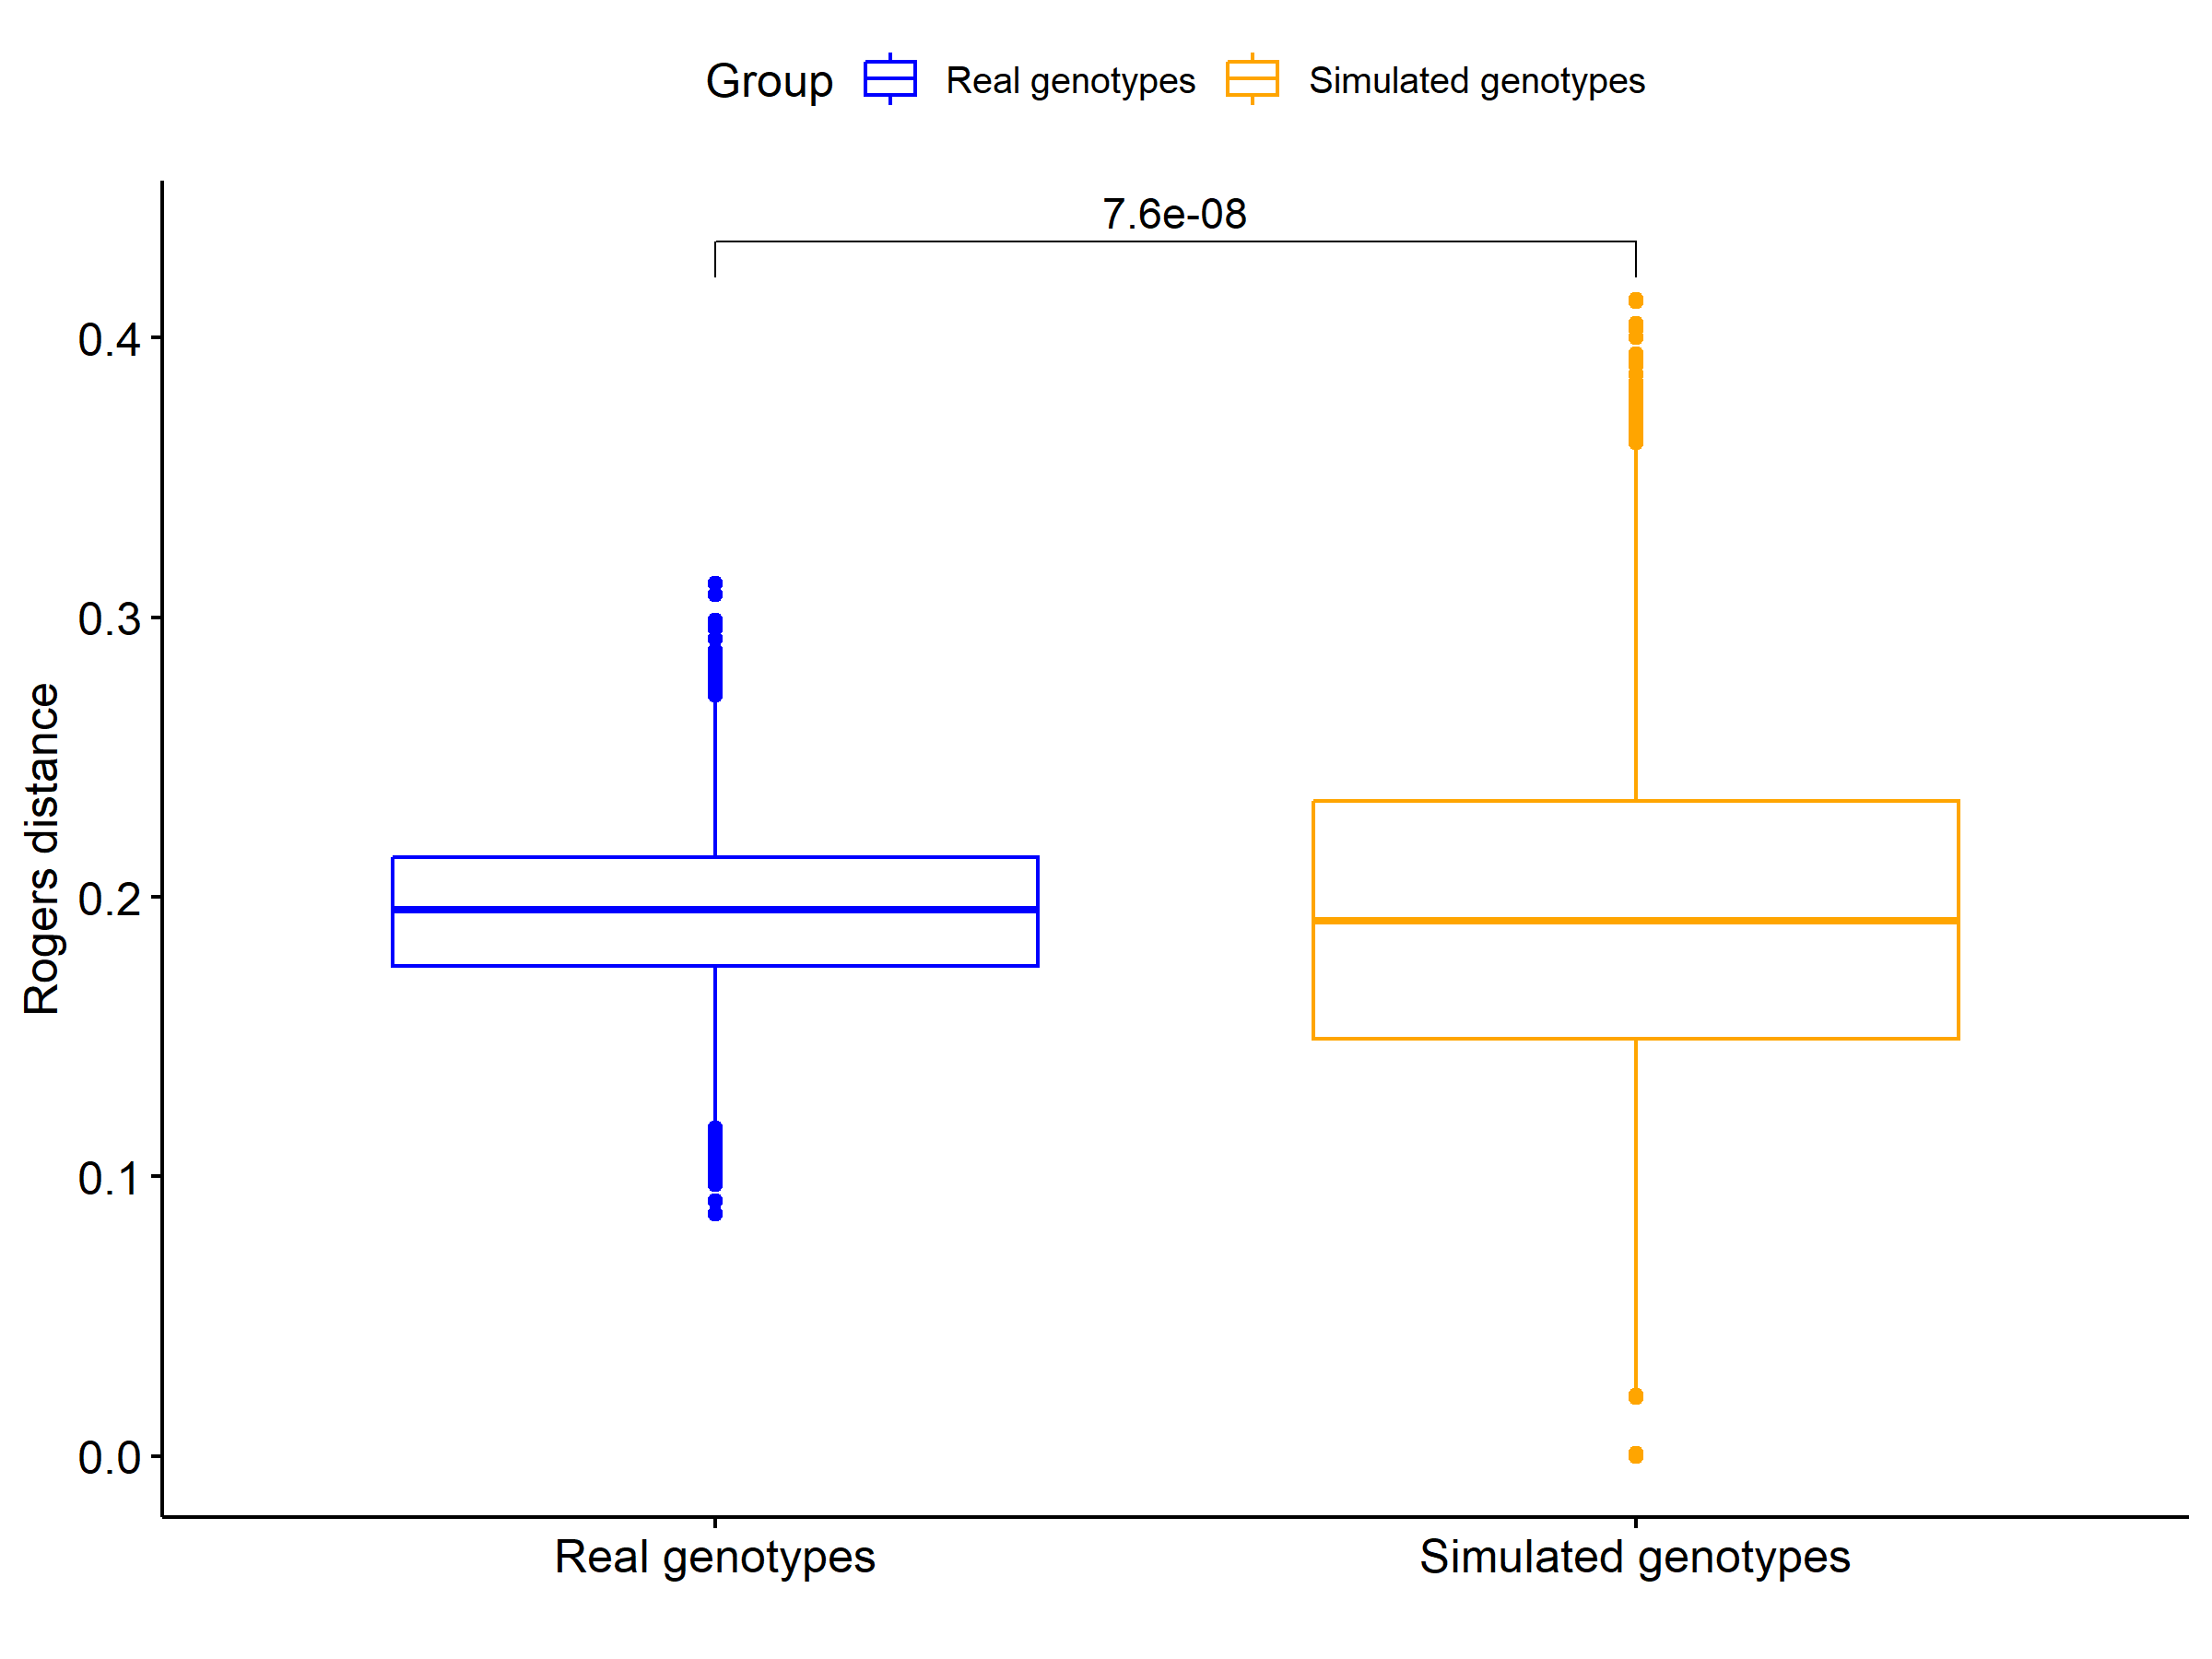 Group Real genotypes Simulated genotypes
7.6e-08
0.4
0.3
0.2
0.1
0.0
Rogers distance
Real genotypes Simulated genotypes